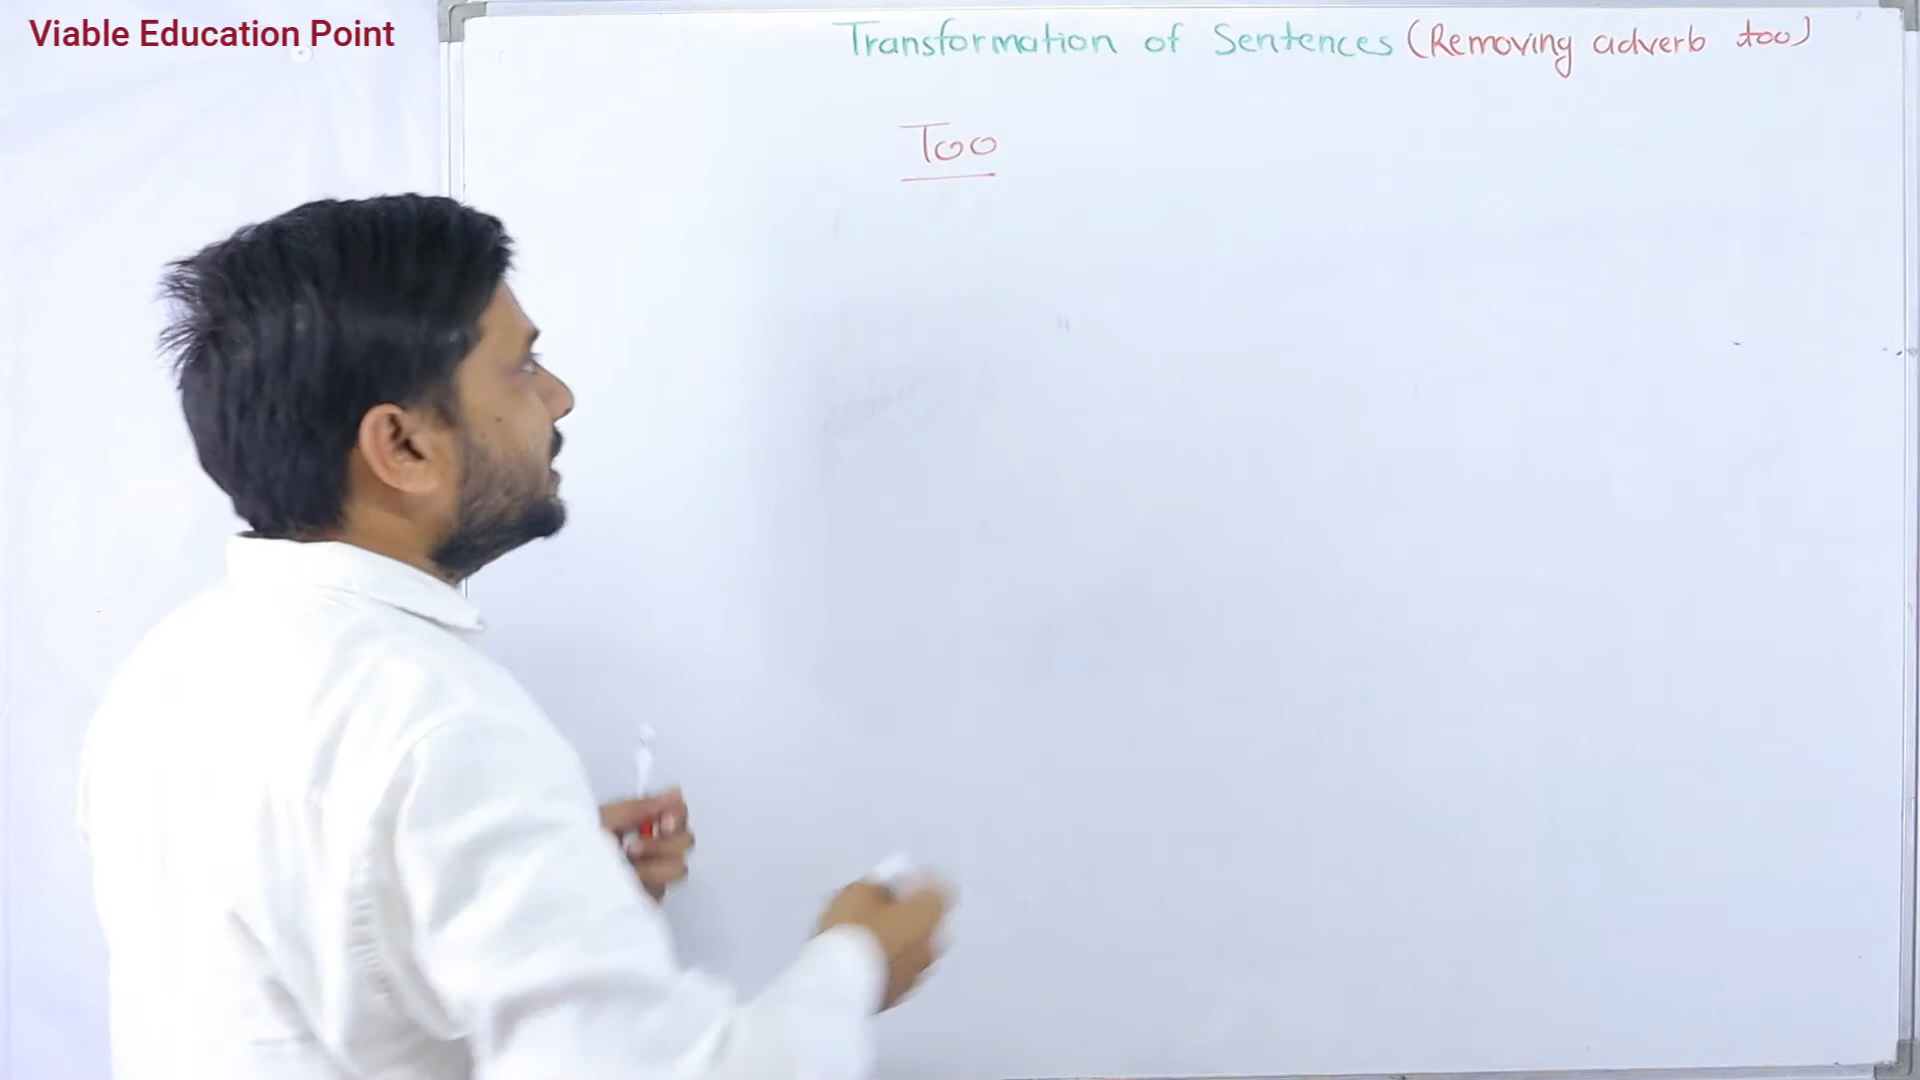 Viable Education Point
Transformation of Sentences (Removing adverb too)
Too